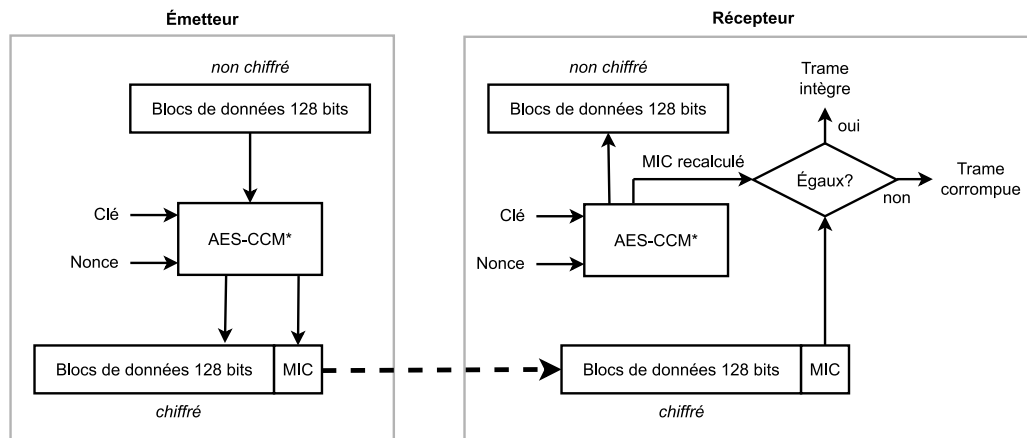 Émetteur
non chiffré
Blocs de données 128 bits
Clé
Nonce
AES-CCM*
Blocs de données 128 bits
MIC
chiffré
Récepteur
non chiffré
Blocs de données 128 bits
MIC recalculé
Clé
Nonce
AES-CCM*
Trame
intègre
oui
Égaux?
non
Trame
corrompue
Blocs de données 128 bits
MIC
chiffré